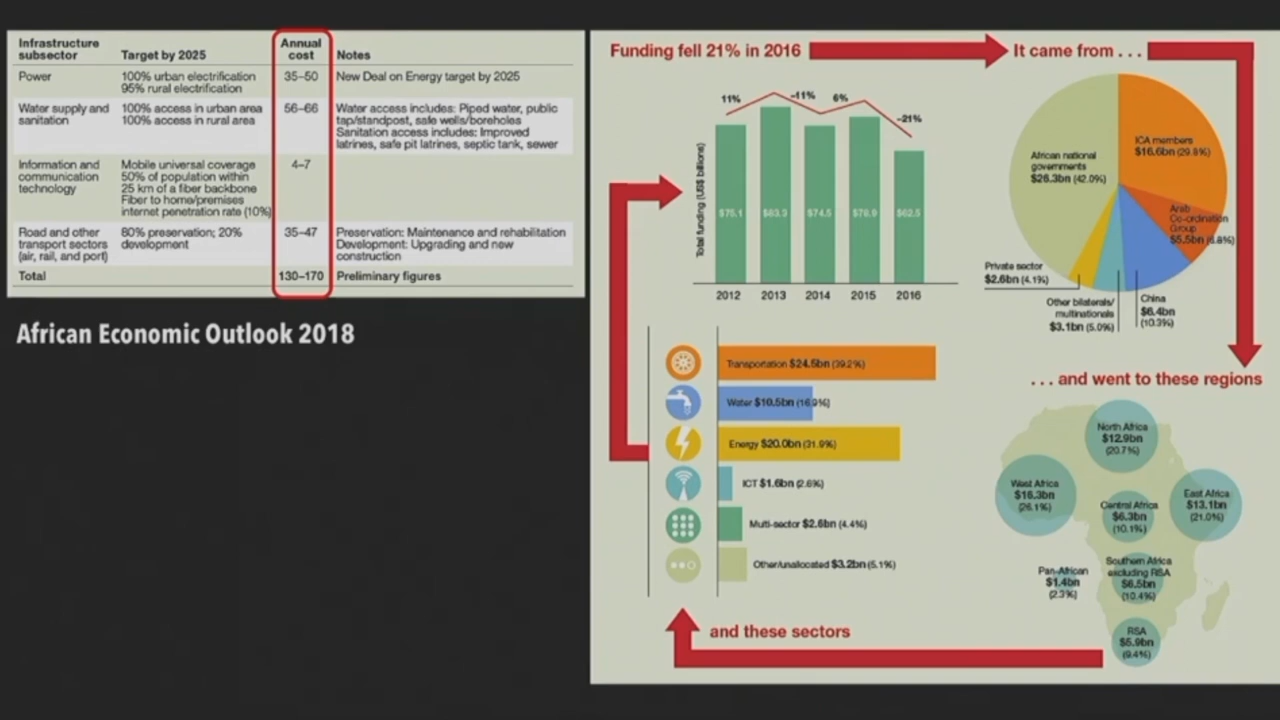 Infrastructure subsector Target by 2025 Annual cost Notes
Power 100% urban electrification 35–50 New Deal on Energy target by 2025
95% rural electrification
Water supply and 100% access in urban area 56–66 Water access includes: Piped water, public
sanitation 100% access in rural area tap/standpost, safe wells/boreholes
Sanitation access includes: Improved
latrines, safe pit latrines, septic tank, sewer
Information and Mobile universal coverage 4–7
communication 50% of population within
technology 25 km of a fiber backbone
Fiber to home/premises
internet penetration rate (10%)
Road and other 80% preservation; 20% 35–47 Preservation: Maintenance and rehabilitation
transport sectors development Development: Upgrading and new
(air, rail, and port) construction
Total 130–170 Preliminary figures
African Economic Outlook 2018
Funding fell 21% in 2016
It came from . . .
11% –11% 6% –21%
Total funding (US$ billions)
$75.1 $83.3 $74.5 $78.9 $62.5
2012 2013 2014 2015 2016
African national
governments
$26.3bn (42.0%)
ICA members
$16.6bn (29.8%)
Arab
Co-ordination
Group
$5.5bn (8.8%)
Private sector
$2.6bn (4.1%)
Other bilaterals/
multinationals
$3.1bn (5.0%)
China
$6.4bn
(10.3%)
. . . and went to these regions
North Africa
$12.9bn
(20.7%)
West Africa
$16.3bn
(26.1%)
Central Africa
$6.3bn
(10.1%)
East Africa
$13.1bn
(21.0%)
Pan-African
$1.4bn
(2.3%)
Southern Africa
excluding RSA
$6.5bn
(10.4%)
RSA
$5.9bn
(9.4%)
Transportation $24.5bn (39.2%)
Water $10.5bn (16.9%)
Energy $20.0bn (31.9%)
ICT $1.6bn (2.6%)
Multi-sector $2.6bn (4.4%)
Other/unallocated $3.2bn (5.1%)
and these sectors